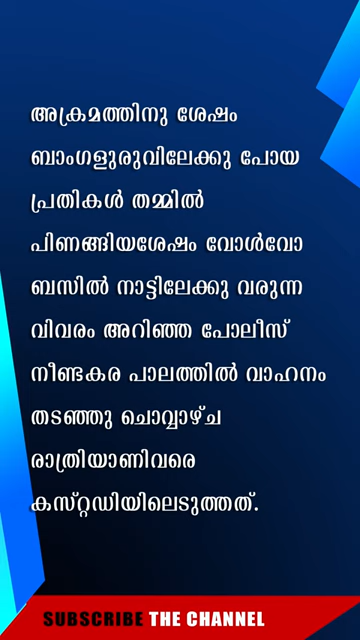 അക്രമത്തിനു ശേഷം
ബാംഗളുരുവിലേക്കു പോയ
പ്രതികൾ തമ്മിൽ
പിണങ്ങിയശേഷം വോൾവോ
ബസിൽ നാട്ടിലേക്കു വരുന്ന
വിവരം അറിഞ്ഞ പോലീസ്
നീണ്ടകര പാലത്തിൽ വാഹനം
തടഞ്ഞു ചൊവ്വാഴ്ച
രാത്രിയാണിവരെ
കസ്റ്റഡിയിലെടുത്തത്.
SUBSCRIBE THE CHANNEL